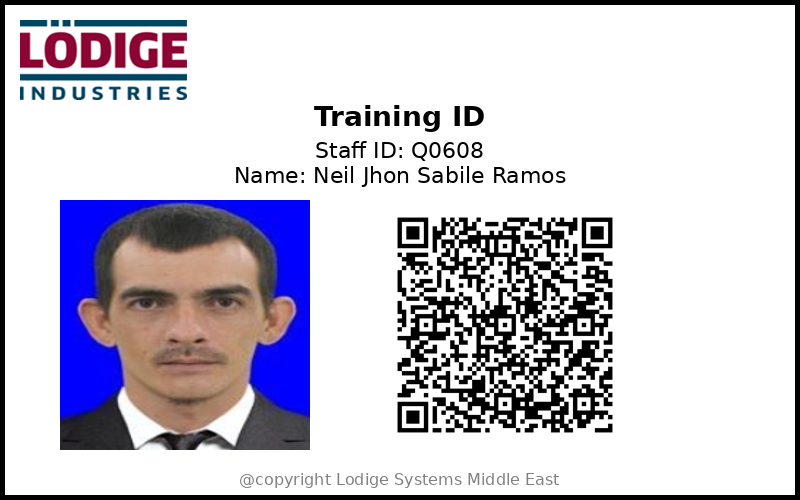 LÖDIGE
INDUSTRIES
Training ID
Staff ID: Q0608
Name: Neil Jhon Sabile Ramos
@copyright Lodige Systems Middle East